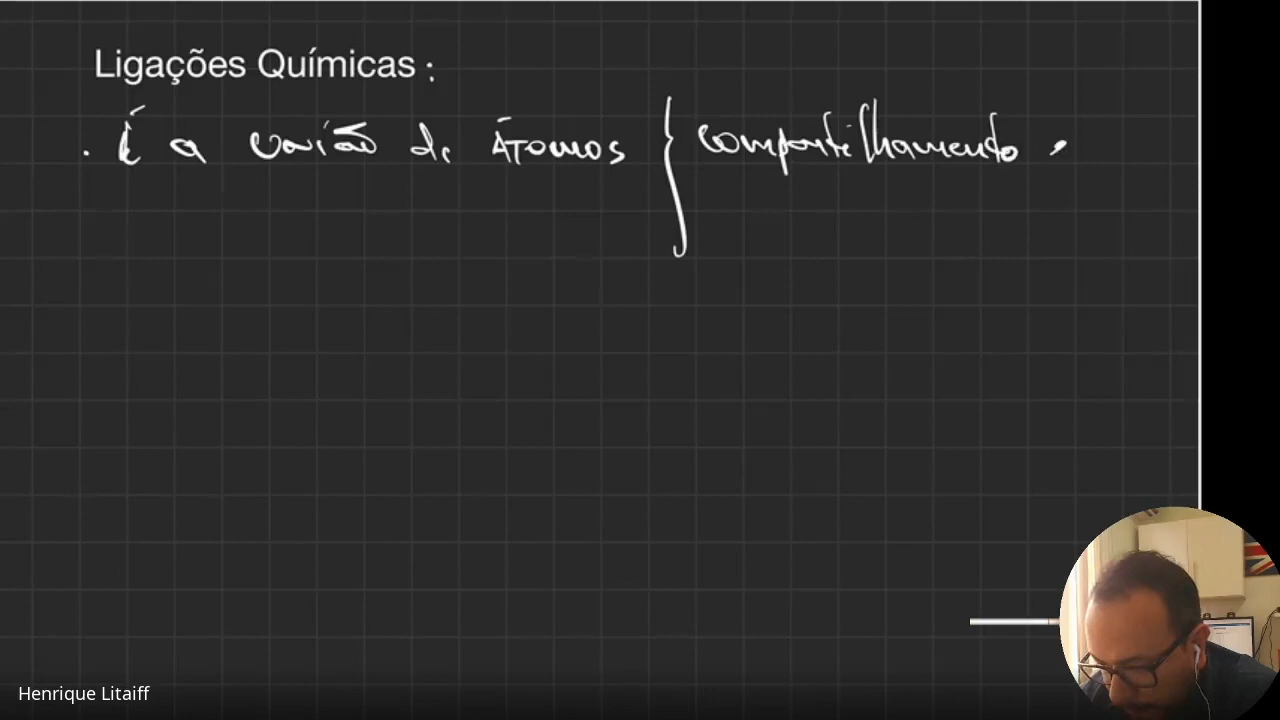 Ligações Químicas :
. É a união de Átomos { compartilhamento ,
Henrique Litaiff